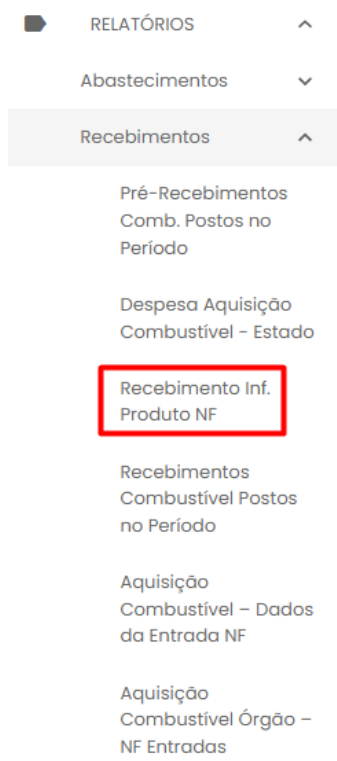 RELATÓRIOS
Abastecimentos
Recebimentos
Pré-Recebimentos
Comb. Postos no
Período
Despesa Aquisição
Combustível - Estado
Recebimento Inf.
Produto NF
Recebimentos
Combustível Postos
no Período
Aquisição
Combustível – Dados
da Entrada NF
Aquisição
Combustível Órgão –
NF Entradas